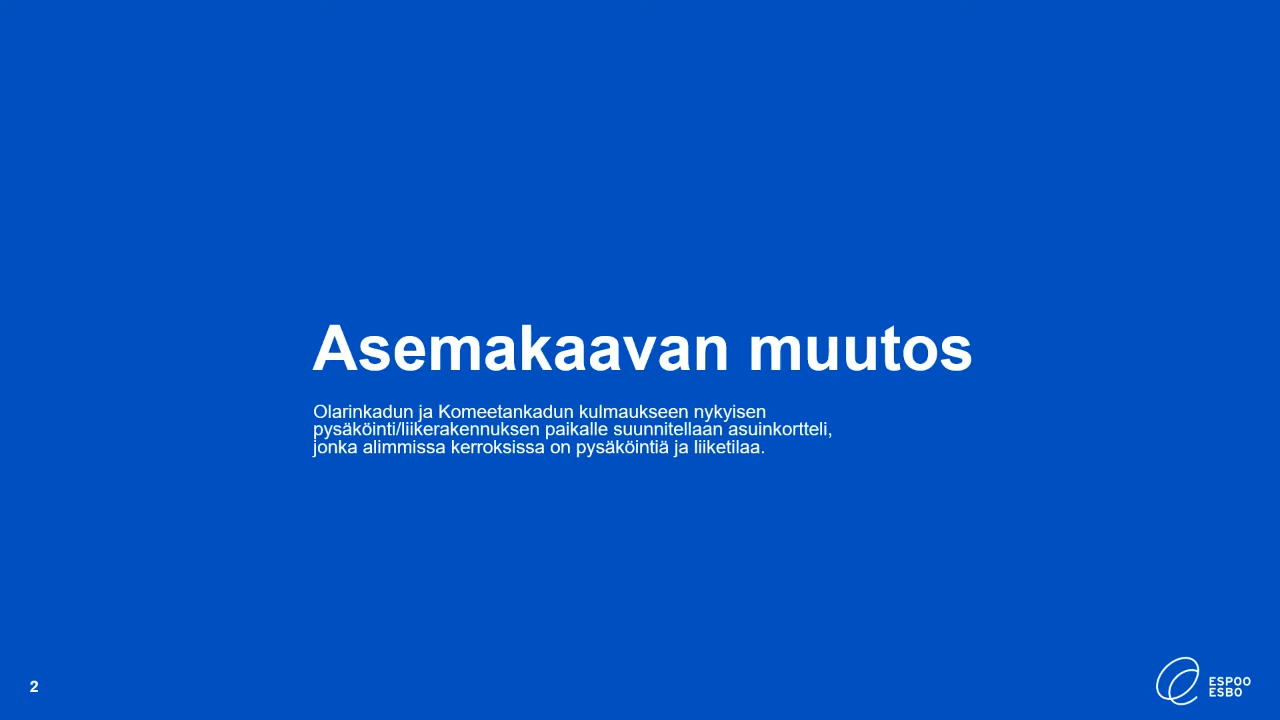 Asemakaavan muutos
Olarinkadun ja Komeetankadun kulmaukseen nykyisen
pysäköinti/liikerakennuksen paikalle suunnitellaan asuinkortteli,
jonka alimmissa kerroksissa on pysäköintiä ja liiketilaa.
2
ESPOO
ESBO